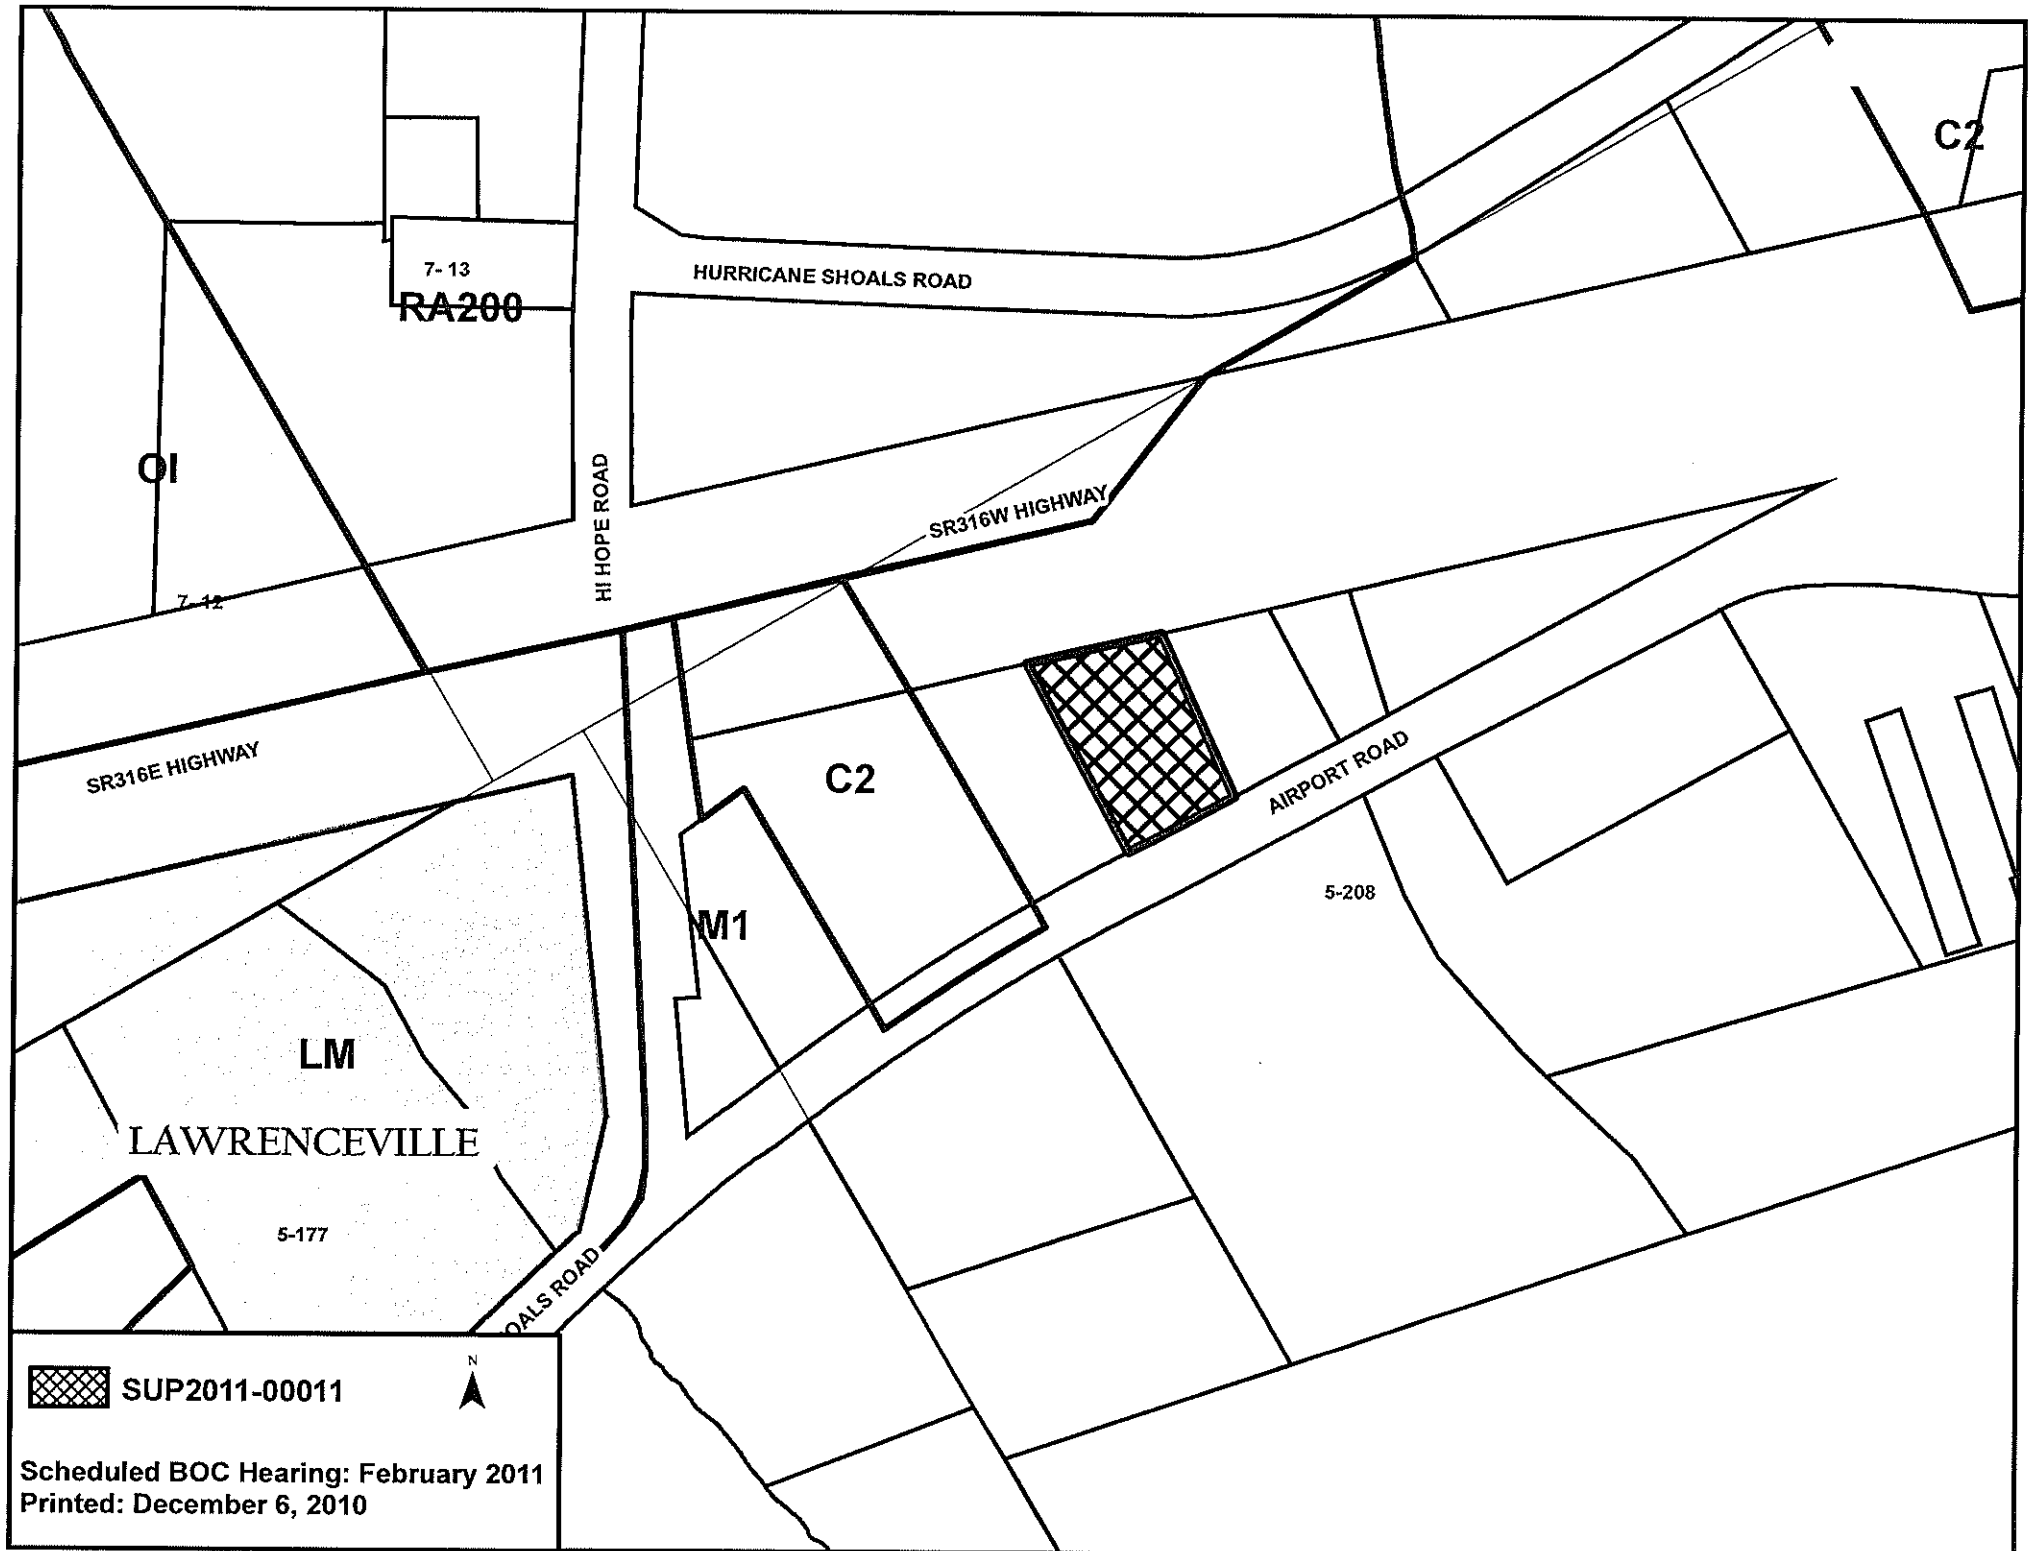 C2
7- 13
RA200
HURRICANE SHOALS ROAD
OI
HI HOPE ROAD
SR316W HIGHWAY
7- 12
SR316E HIGHWAY
C2
AIRPORT ROAD
5-208
M1
LM
LAWRENCEVILLE
5-177
OALS ROAD
SUP2011-00011
N
Scheduled BOC Hearing: February 2011
Printed: December 6, 2010